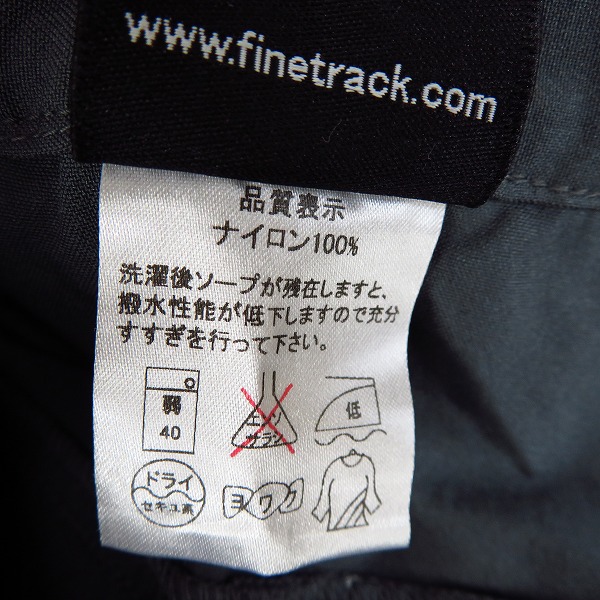 www.finetrack.com
品質表示
ナイロン100%
洗濯後ソープが残在しますと、
撥水性能が低下しますので充分
すすぎを行って下さい。
弱
40
エンソ
サラシ
低
ドライ
セキユ系
ヨワク